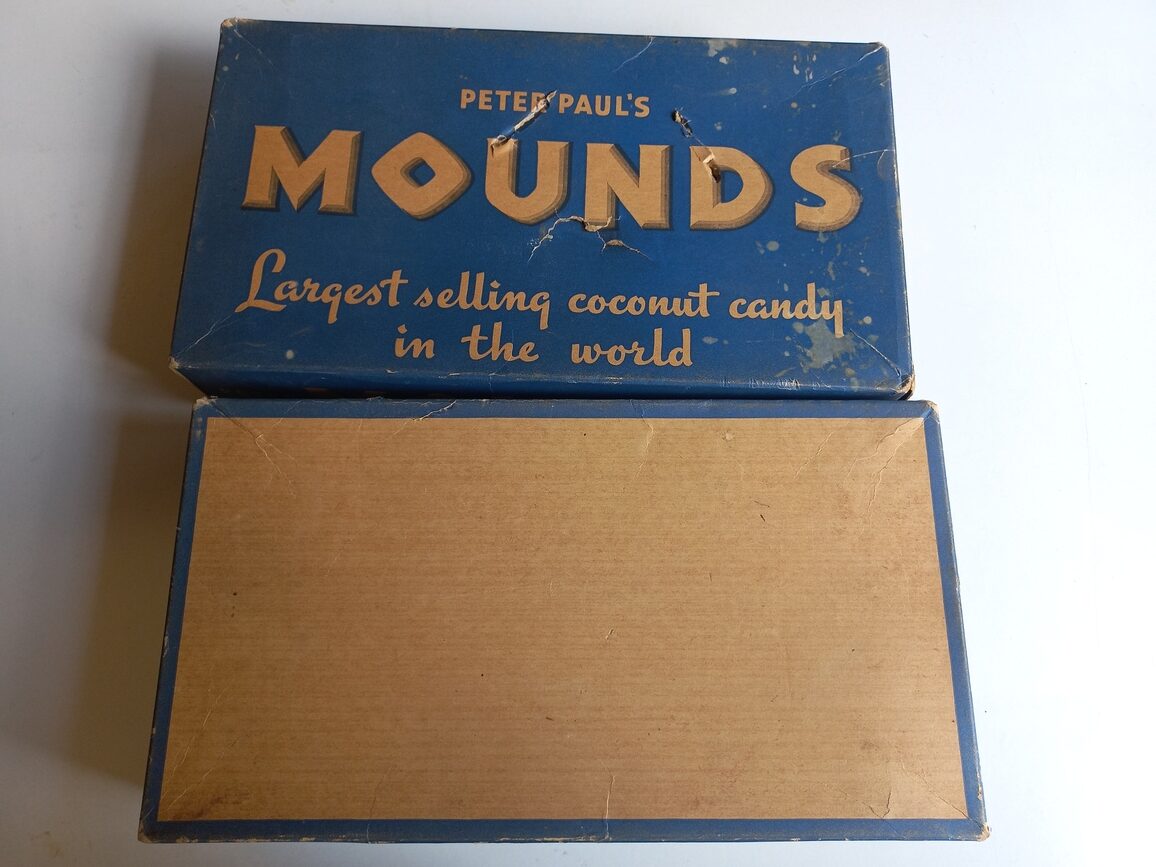 PETER PAUL'S
MOUNDS
Largest selling coconut candy
in the world